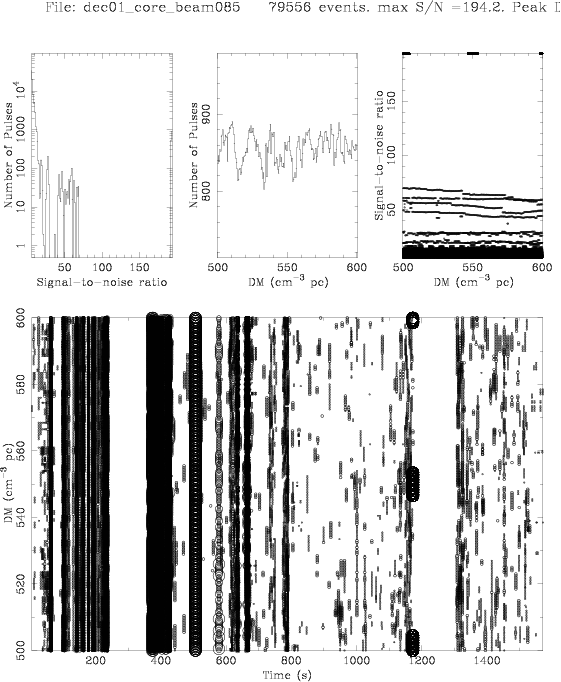 File: dec01_core_beam085 79556 events. max S/N =194.2. Peak
Number of Pulses
10⁴
1000
100
10
1
50 100 150
Signal-to-noise ratio
Number of Pulses
900
800
500 550 600
DM (cm⁻³ pc)
Signal-to-noise ratio
150
100
50
500 550 600
DM (cm⁻³ pc)
DM (cm⁻³ pc)
600
580
560
540
520
500
200 400 600 800 1000 1200 1400
Time (s)